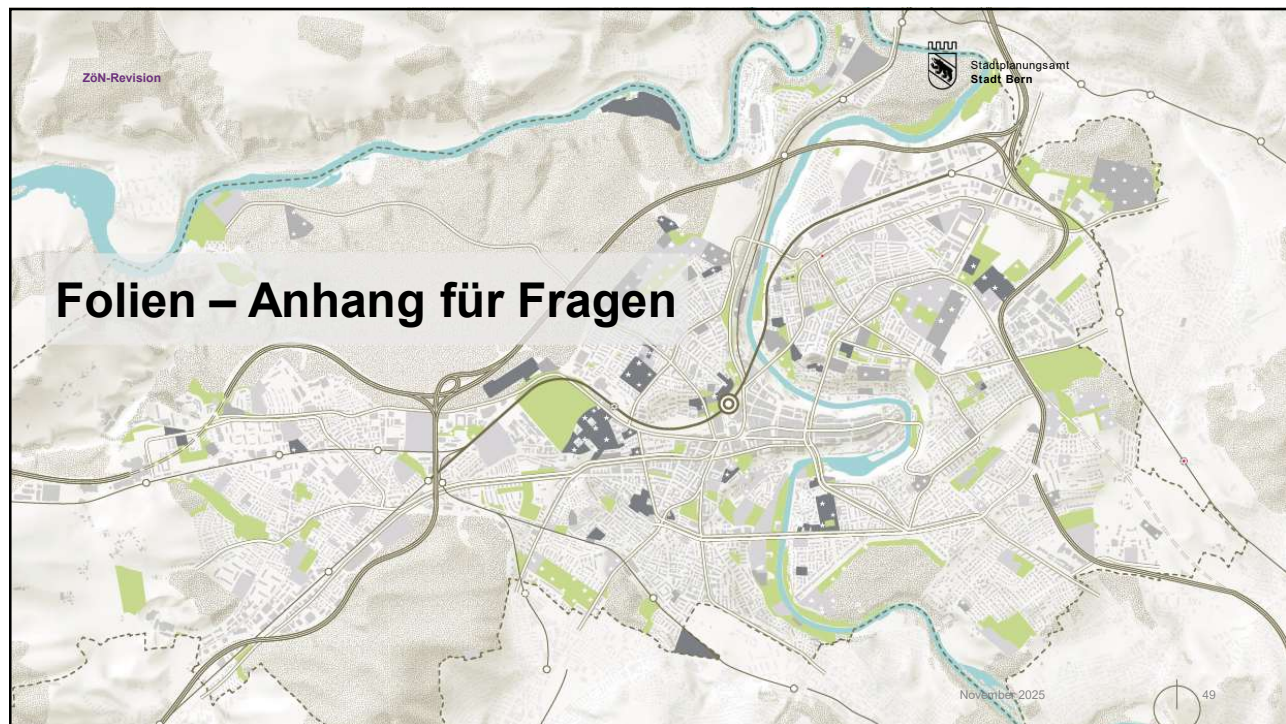 ZöN-Revision
Stadtplanungsamt
Stadt Bern
Folien – Anhang für Fragen
November 2025
49